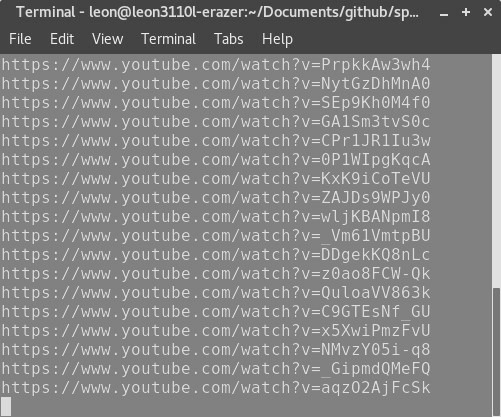 Terminal - leon@leon3110l-erazer:~/Documents/github/sp...
File Edit View Terminal Tabs Help
https://www.youtube.com/watch?v=PrpkkAw3wh4
https://www.youtube.com/watch?v=NytGzDhMnA0
https://www.youtube.com/watch?v=SEp9Kh0M4f0
https://www.youtube.com/watch?v=GA1Sm3tvS0c
https://www.youtube.com/watch?v=CPr1JR1Iu3w
https://www.youtube.com/watch?v=0P1WIpgKqcA
https://www.youtube.com/watch?v=KxK9iCoTeVU
https://www.youtube.com/watch?v=ZAJDs9WPJy0
https://www.youtube.com/watch?v=wljKBANpmI8
https://www.youtube.com/watch?v=_Vm61VmtpBU
https://www.youtube.com/watch?v=DDgekKQ8nLc
https://www.youtube.com/watch?v=z0ao8FCW-Qk
https://www.youtube.com/watch?v=QuloaVV863k
https://www.youtube.com/watch?v=C9GTEsNf_GU
https://www.youtube.com/watch?v=x5XwiPmzFvU
https://www.youtube.com/watch?v=NMvzY05i-q8
https://www.youtube.com/watch?v=_GipmdQMeFQ
https://www.youtube.com/watch?v=aqzO2AjFcSk